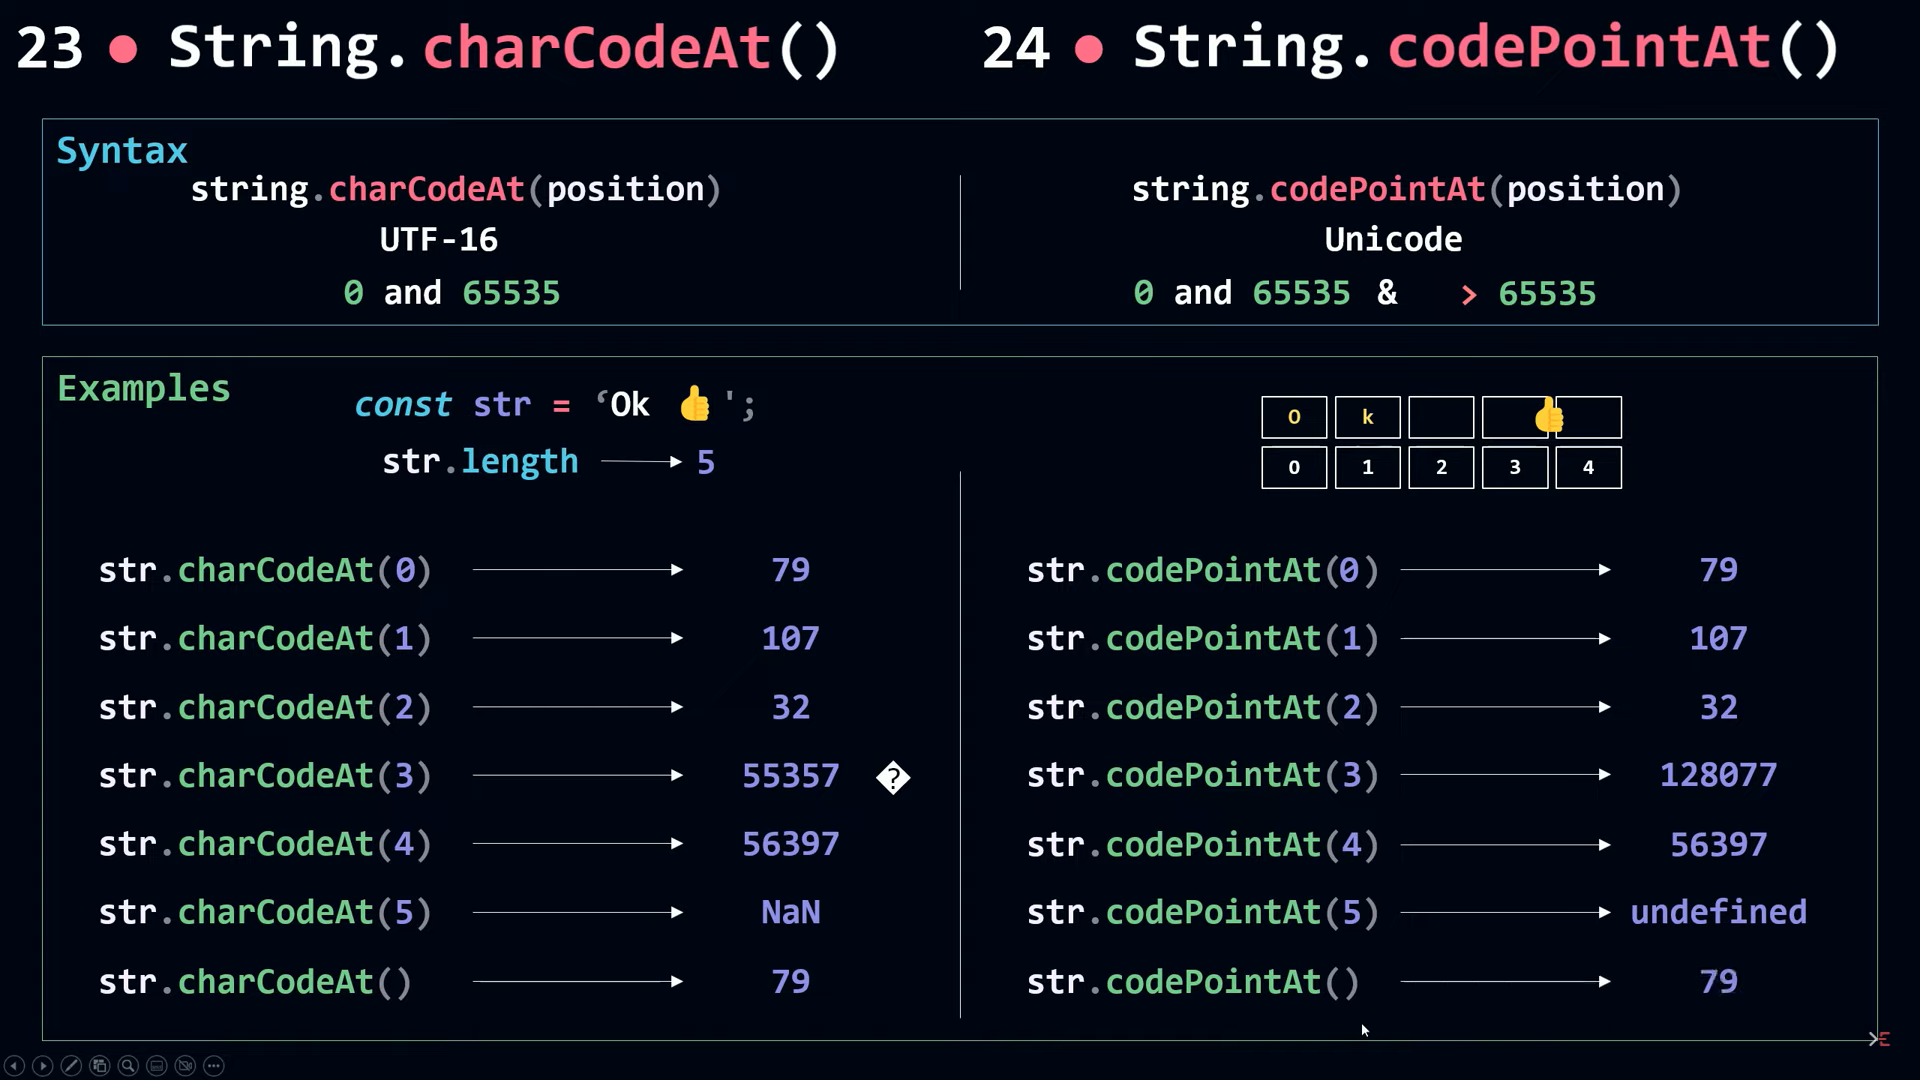 23 • String.charCodeAt()
24 • String.codePointAt()
Syntax
string.charCodeAt(position)
UTF-16
0 and 65535
string.codePointAt(position)
Unicode
0 and 65535 & > 65535
Examples
const str = ‘Ok 👍';
str.length → 5
O k 👍
0 1 2 3 4
str.charCodeAt(0) → 79
str.charCodeAt(1) → 107
str.charCodeAt(2) → 32
str.charCodeAt(3) → 55357 �
str.charCodeAt(4) → 56397
str.charCodeAt(5) → NaN
str.charCodeAt() → 79
str.codePointAt(0) → 79
str.codePointAt(1) → 107
str.codePointAt(2) → 32
str.codePointAt(3) → 128077
str.codePointAt(4) → 56397
str.codePointAt(5) → undefined
str.codePointAt() → 79